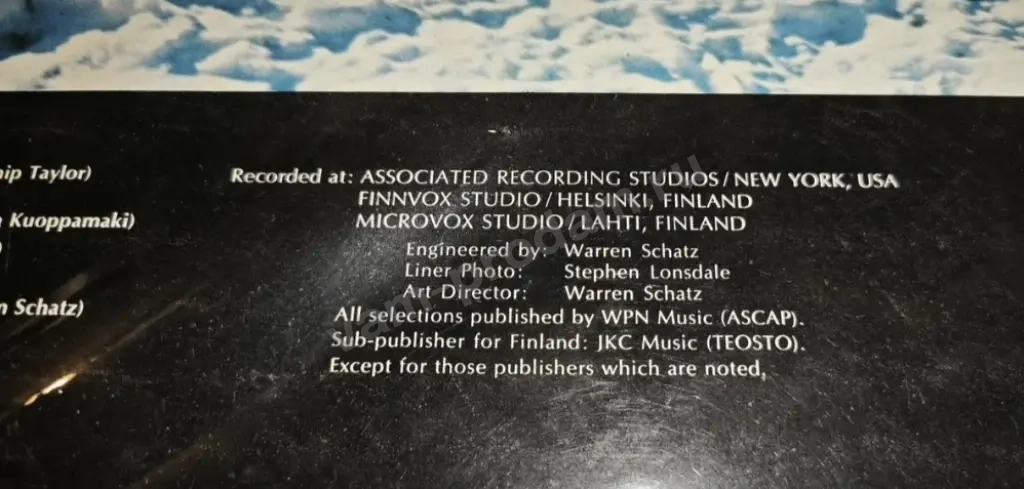 hip Taylor)
Recorded at: ASSOCIATED RECORDING STUDIOS/NEW YORK, USA
FINNVOX STUDIO/HELSINKI, FINLAND
Kuoppamaki)
MICROVOX STUDIO LAHTI, FINLAND
)
Engineered by: Warren Schatz
Liner Photo: Stephen Lonsdale
Art Director: Warren Schatz
n Schatz)
All selections published by WPN Music (ASCAP).
Sub-publisher for Finland: JKC Music (TEOSTO).
Except for those publishers which are noted,